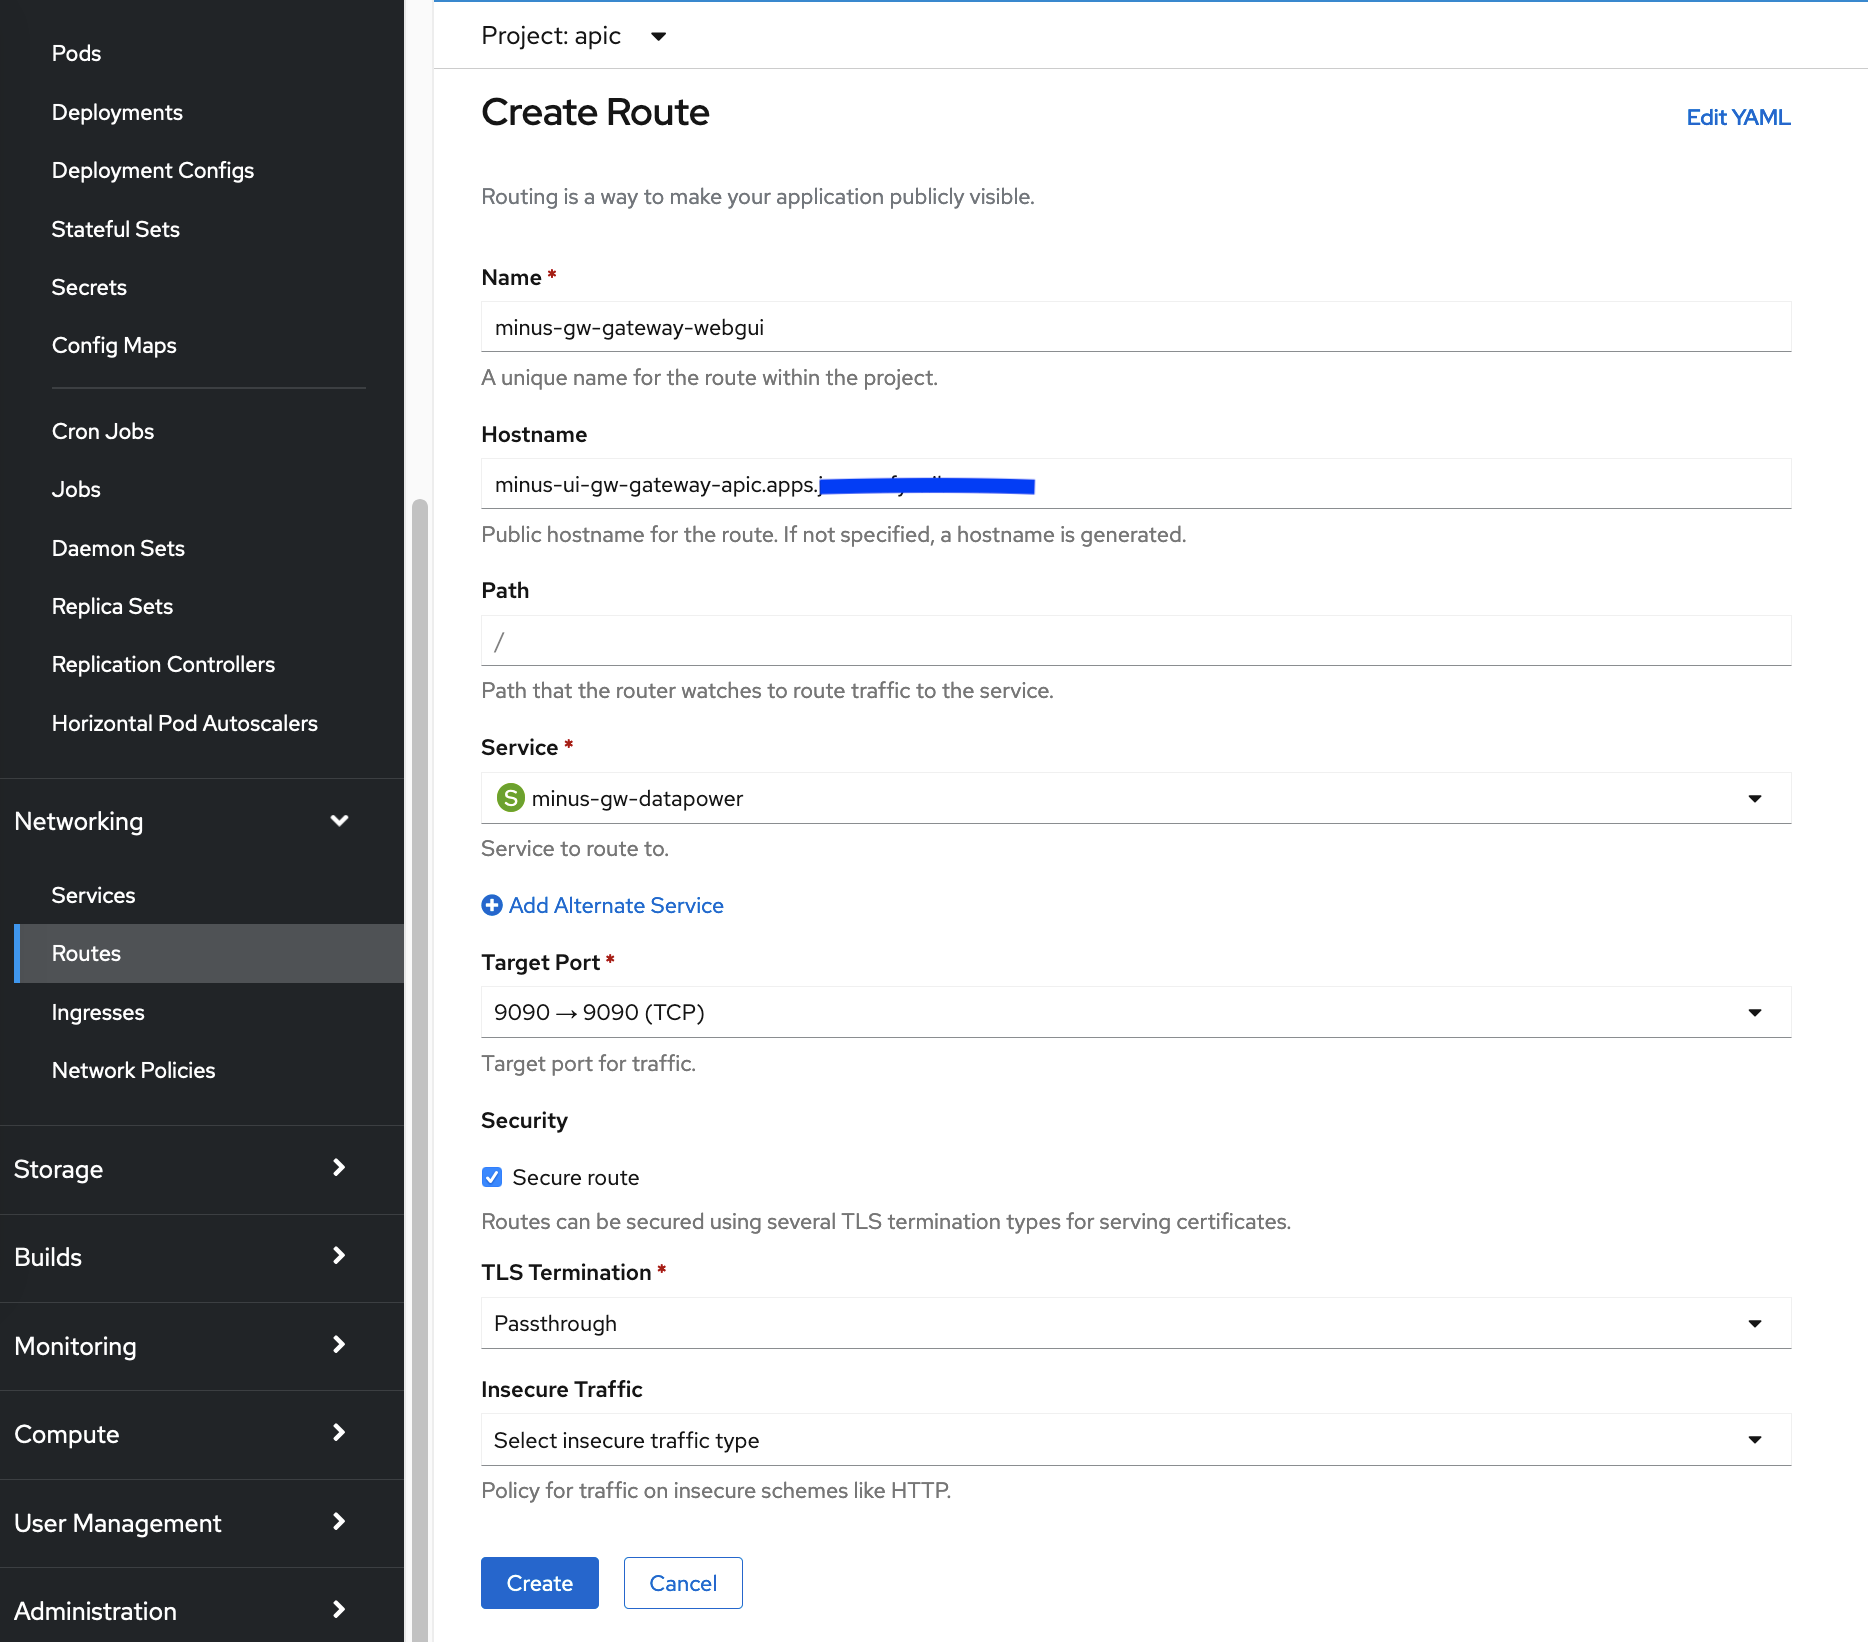 Pods
Deployments
Deployment Configs
Stateful Sets
Secrets
Config Maps
Cron Jobs
Jobs
Daemon Sets
Replica Sets
Replication Controllers
Horizontal Pod Autoscalers
Networking
Services
Routes
Ingresses
Network Policies
Storage
Builds
Monitoring
Compute
User Management
Administration
Project: apic
Create Route
Edit YAML
Routing is a way to make your application publicly visible.
Name *
minus-gw-gateway-webgui
A unique name for the route within the project.
Hostname
minus-ui-gw-gateway-apic.apps.
Public hostname for the route. If not specified, a hostname is generated.
Path
/
Path that the router watches to route traffic to the service.
Service *
S minus-gw-datapower
Service to route to.
Add Alternate Service
Target Port *
9090 → 9090 (TCP)
Target port for traffic.
Security
Secure route
Routes can be secured using several TLS termination types for serving certificates.
TLS Termination *
Passthrough
Insecure Traffic
Select insecure traffic type
Policy for traffic on insecure schemes like HTTP.
Create
Cancel